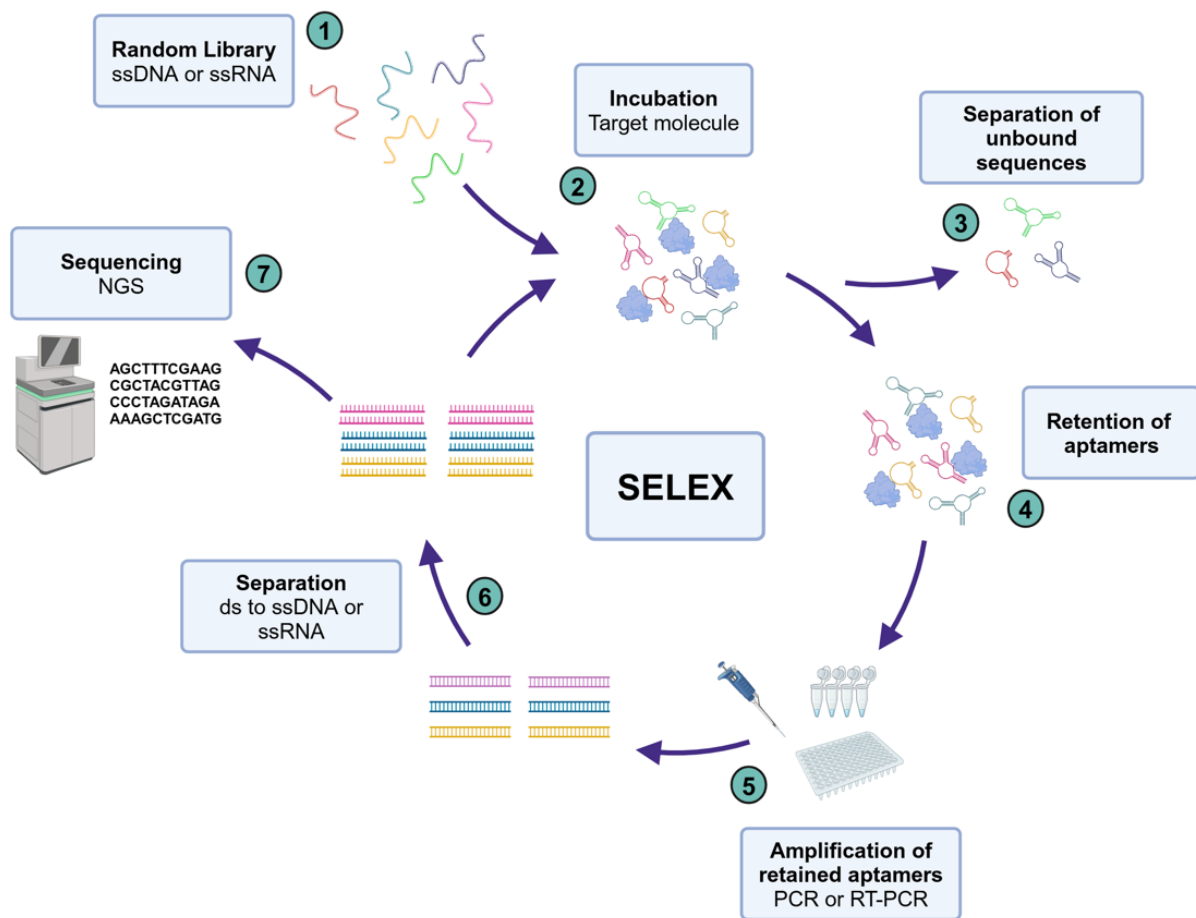 1
Random Library
ssDNA or ssRNA
2
Incubation
Target molecule
3
Separation of
unbound
sequences
4
Retention of
aptamers
5
Amplification of
retained aptamers
PCR or RT-PCR
6
Separation
ds to ssDNA or
ssRNA
7
Sequencing
NGS
AGCTTTCGAAG
CGCTACGTTAG
CCCTAGATAGA
AAAGCTCGATG
SELEX